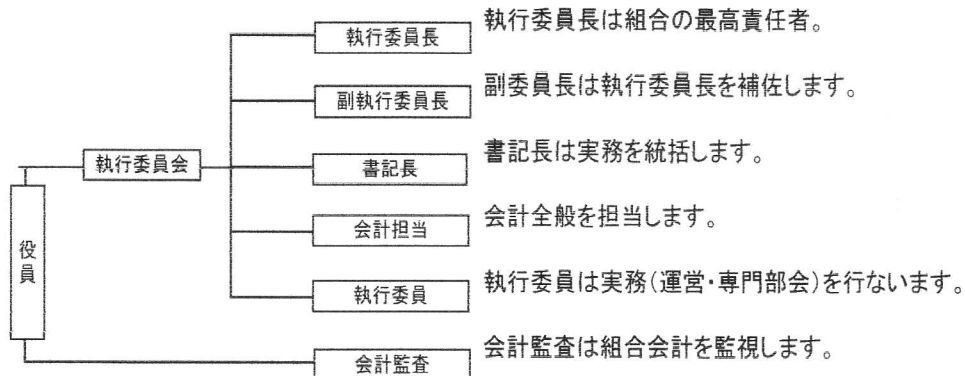 執行委員長
執行委員長は組合の最高責任者。
副執行委員長
副委員長は執行委員長を補佐します。
執行委員会
書記長
書記長は実務を統括します。
会計担当
会計全般を担当します。
役員
執行委員
執行委員は実務(運営・専門部会)を行ないます。
会計監査
会計監査は組合会計を監視します。